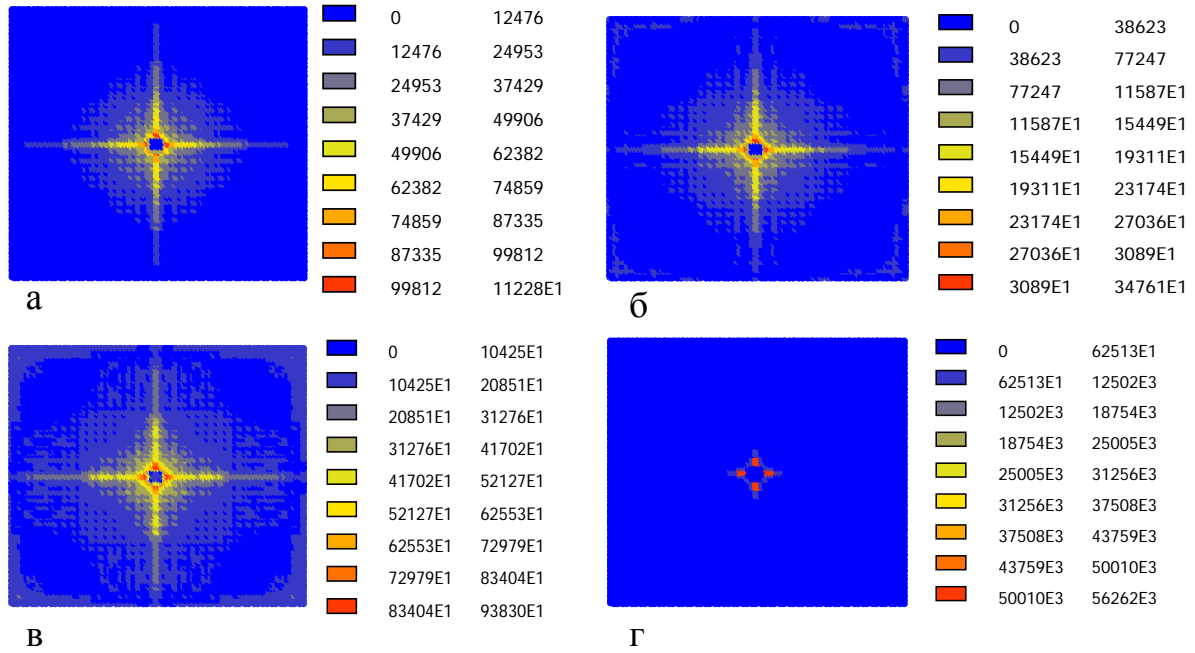 0 12476
12476 24953
24953 37429
37429 49906
49906 62382
62382 74859
74859 87335
87335 99812
99812 11228E1
а
0 38623
38623 77247
77247 11587E1
11587E1 15449E1
15449E1 19311E1
19311E1 23174E1
23174E1 27036E1
27036E1 3089E1
3089E1 34761E1
б
0 10425E1
10425E1 20851E1
20851E1 31276E1
31276E1 41702E1
41702E1 52127E1
52127E1 62553E1
62553E1 72979E1
72979E1 83404E1
83404E1 93830E1
в
0 62513E1
62513E1 12502E3
12502E3 18754E3
18754E3 25005E3
25005E3 31256E3
31256E3 37508E3
37508E3 43759E3
43759E3 50010E3
50010E3 56262E3
г